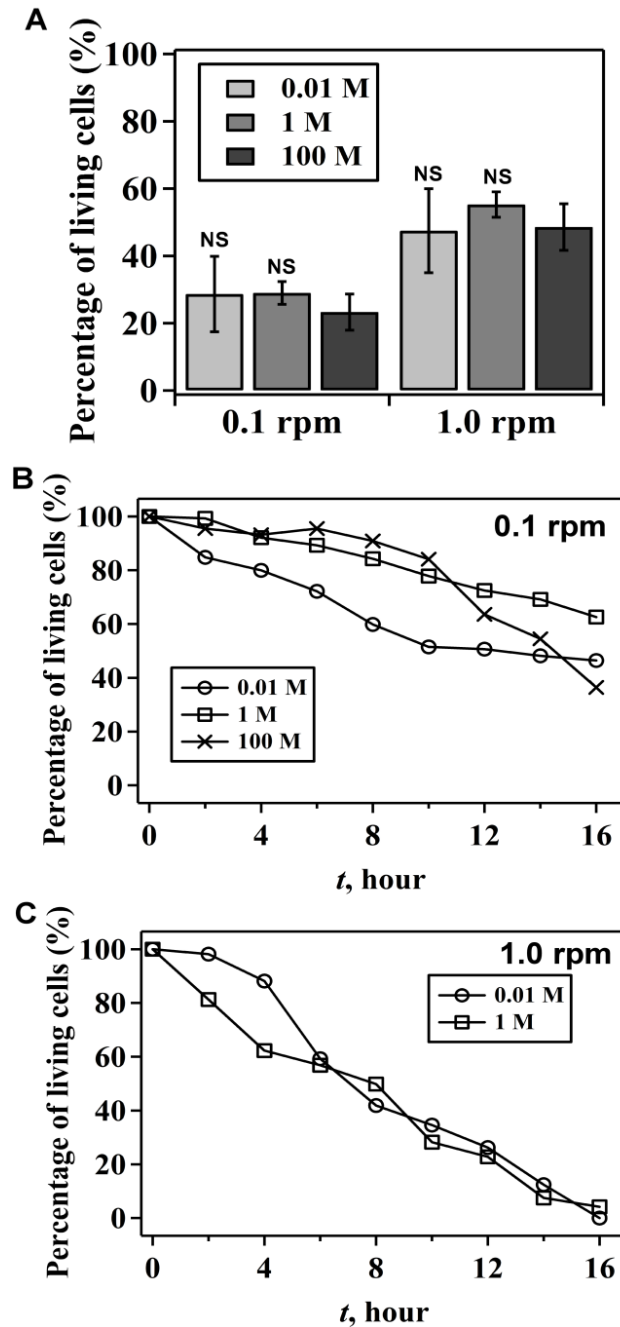 A
Percentage of living cells (%)
100
80
60
40
20
0
0.01 M
1 M
100 M
NS
NS
NS
NS
0.1 rpm
1.0 rpm
B
Percentage of living cells (%)
100
80
60
40
20
0
0.1 rpm
0.01 M
1 M
100 M
0
4
8
12
16
t, hour
C
Percentage of living cells (%)
100
80
60
40
20
0
1.0 rpm
0.01 M
1 M
0
4
8
12
16
t, hour